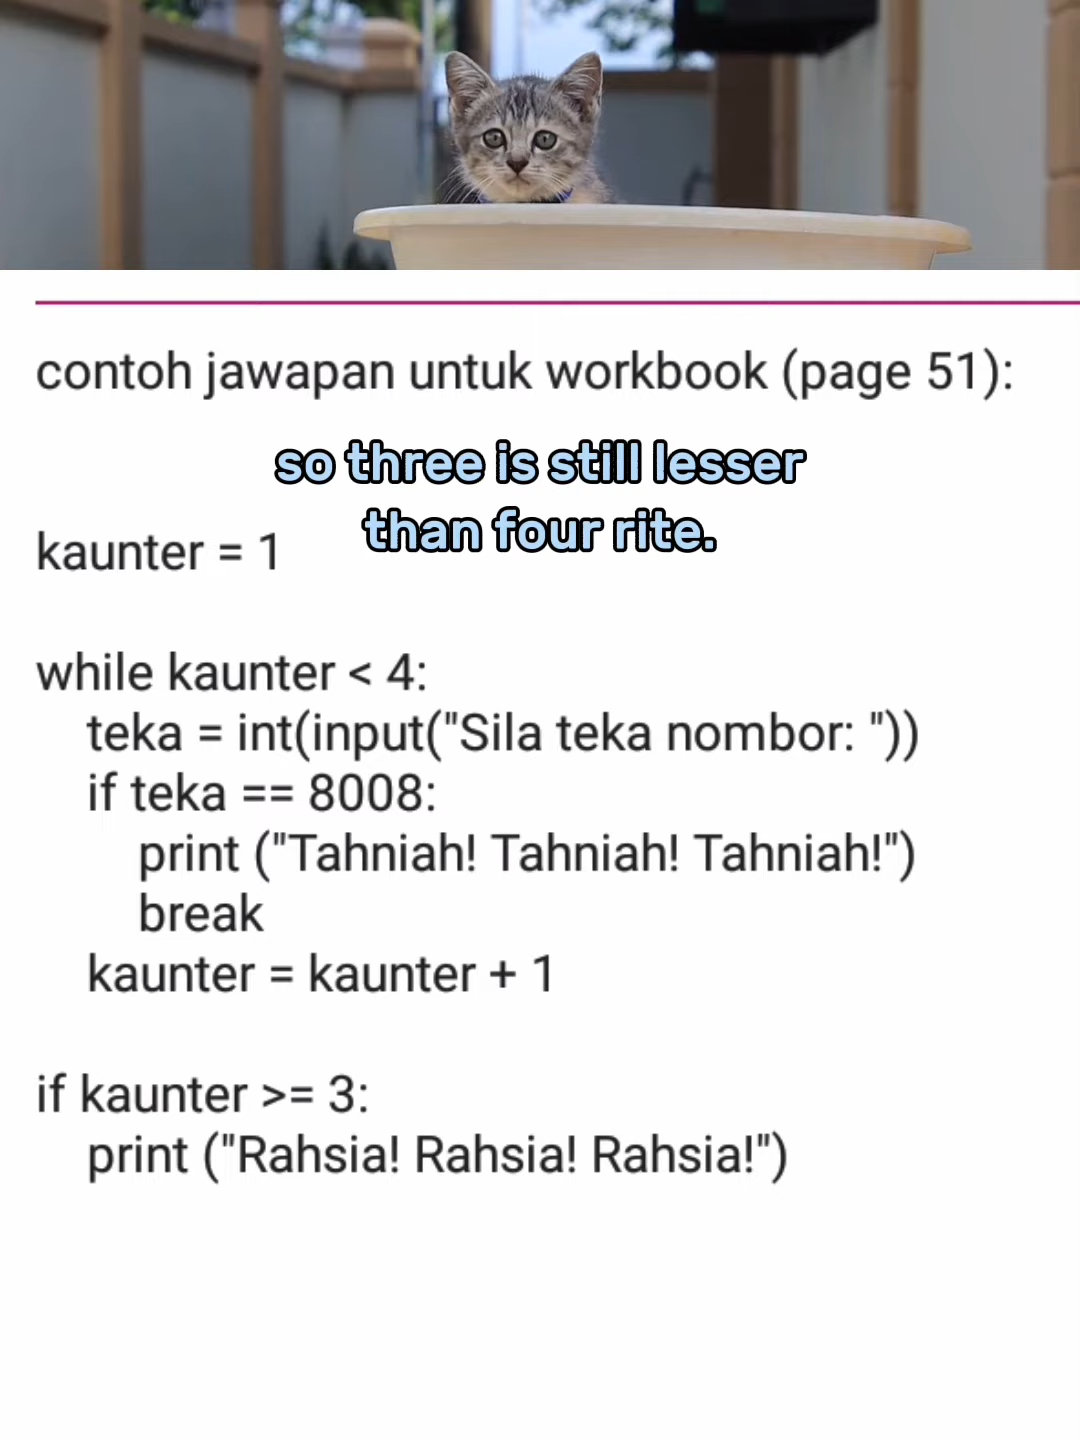 contoh jawapan untuk workbook (page 51):
so three is still lesser
than four rite.
kaunter = 1
while kaunter < 4:
teka = int(input("Sila teka nombor: "))
if teka == 8008:
print ("Tahniah! Tahniah! Tahniah!")
break
kaunter = kaunter + 1
if kaunter >= 3:
print ("Rahsia! Rahsia! Rahsia!")